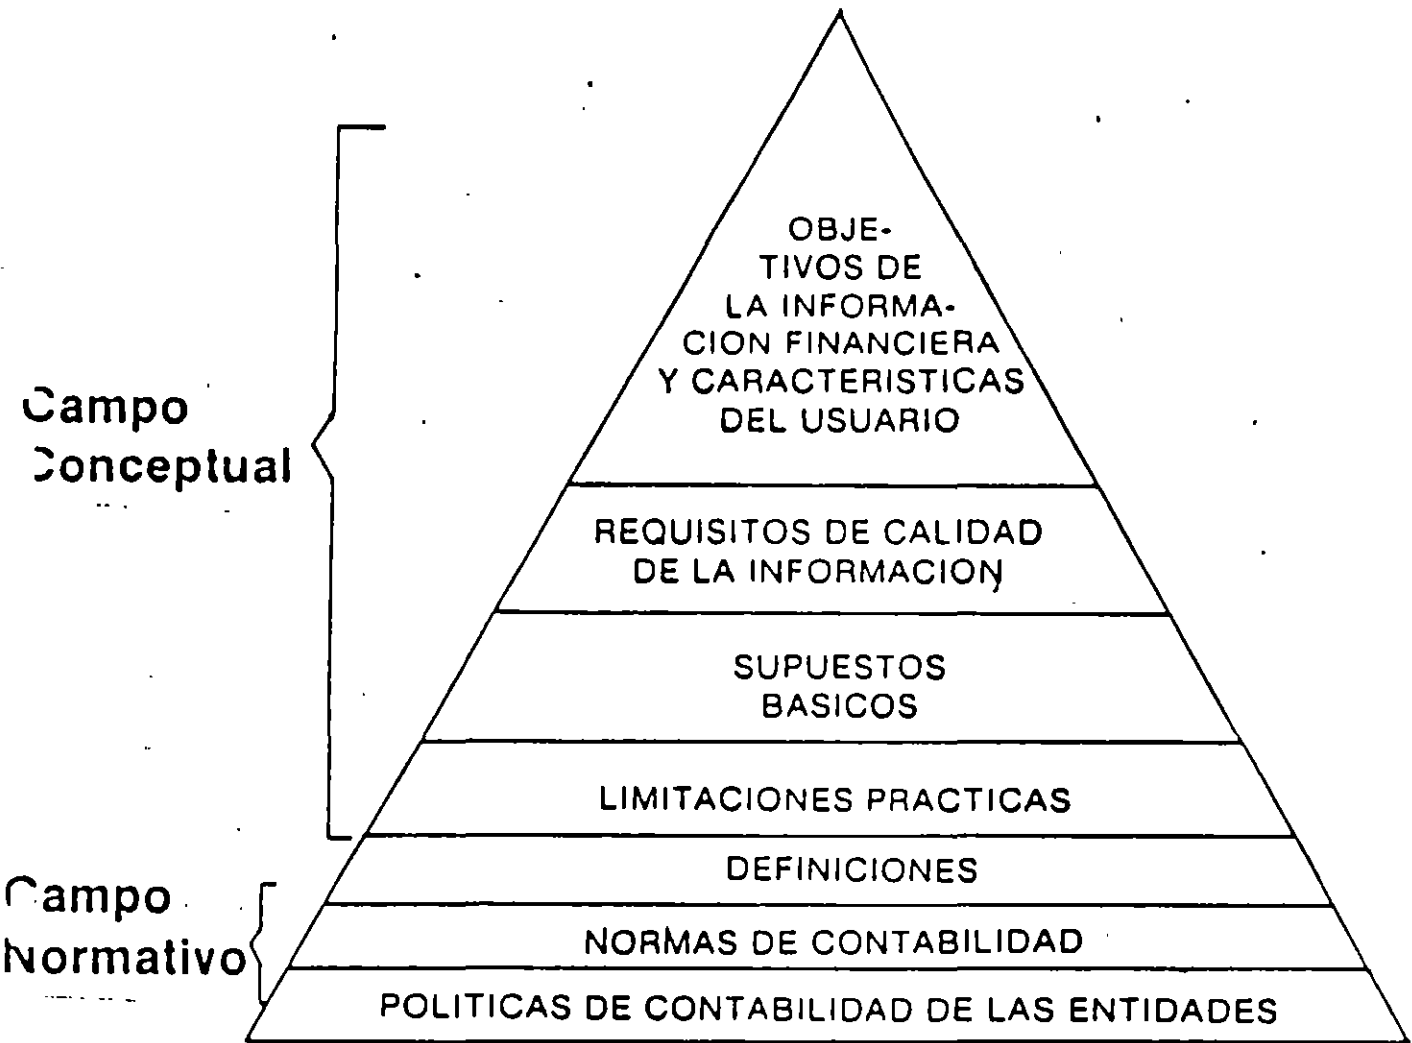 OBJE-
TIVOS DE
LA INFORMA-
CION FINANCIERA
Y CARACTERISTICAS
DEL USUARIO
Campo
Conceptual
REQUISITOS DE CALIDAD
DE LA INFORMACION
SUPUESTOS
BASICOS
LIMITACIONES PRACTICAS
DEFINICIONES
Campo
Normativo
NORMAS DE CONTABILIDAD
POLITICAS DE CONTABILIDAD DE LAS ENTIDADES